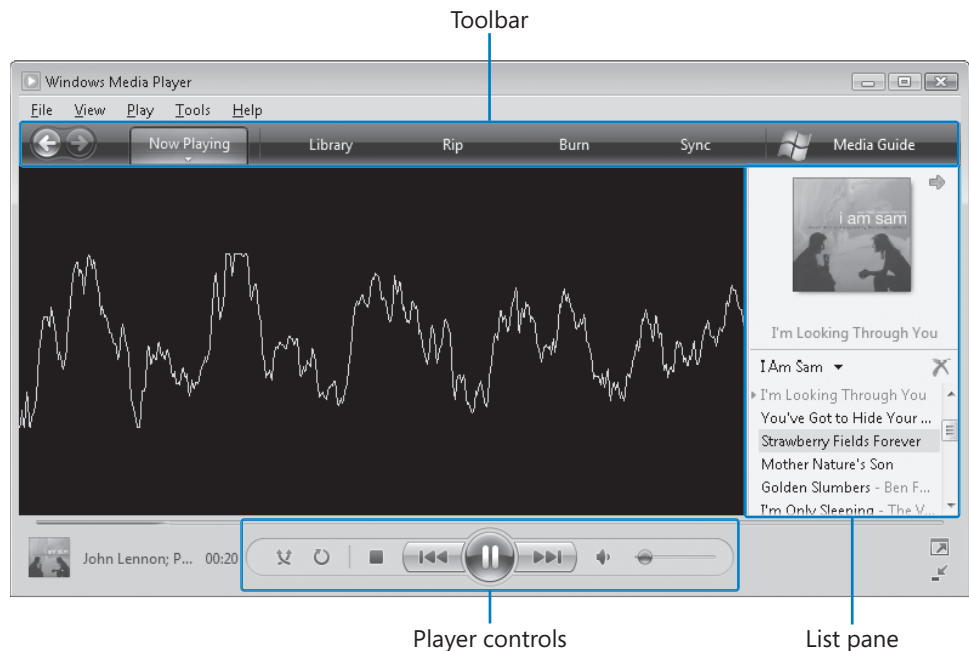 Toolbar
Windows Media Player
File View Play Tools Help
Now Playing Library Rip Burn Sync Media Guide
i am sam
I'm Looking Through You
I Am Sam
I'm Looking Through You
You've Got to Hide Your ...
Strawberry Fields Forever
Mother Nature's Son
Golden Slumbers - Ben F...
I'm Only Sleeping - The V...
John Lennon; P... 00:20
Player controls
List pane